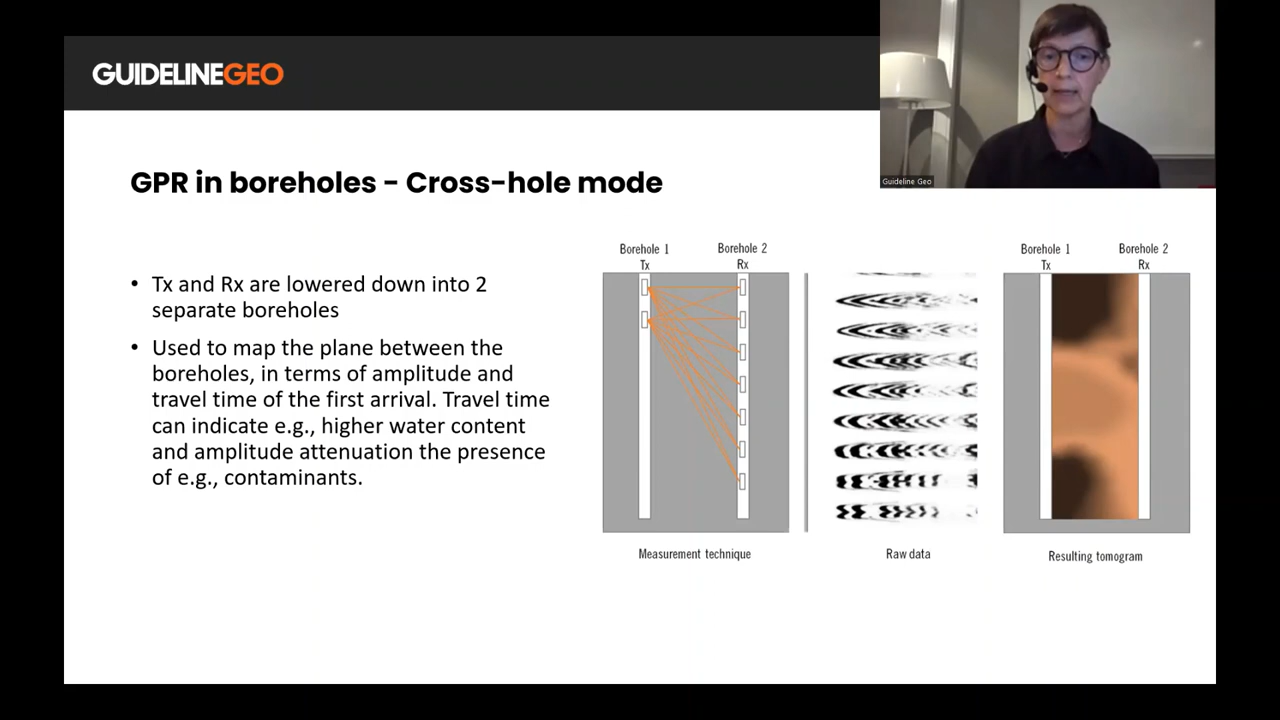 GUIDELINEGEO
Guideline Geo
GPR in boreholes – Cross-hole mode
• Tx and Rx are lowered down into 2
separate boreholes
• Used to map the plane between the
boreholes, in terms of amplitude and
travel time of the first arrival. Travel time
can indicate e.g., higher water content
and amplitude attenuation the presence
of e.g., contaminants.
Borehole 1 Borehole 2
Tx Rx
Measurement technique
Raw data
Borehole 1 Borehole 2
Tx Rx
Resulting tomogram